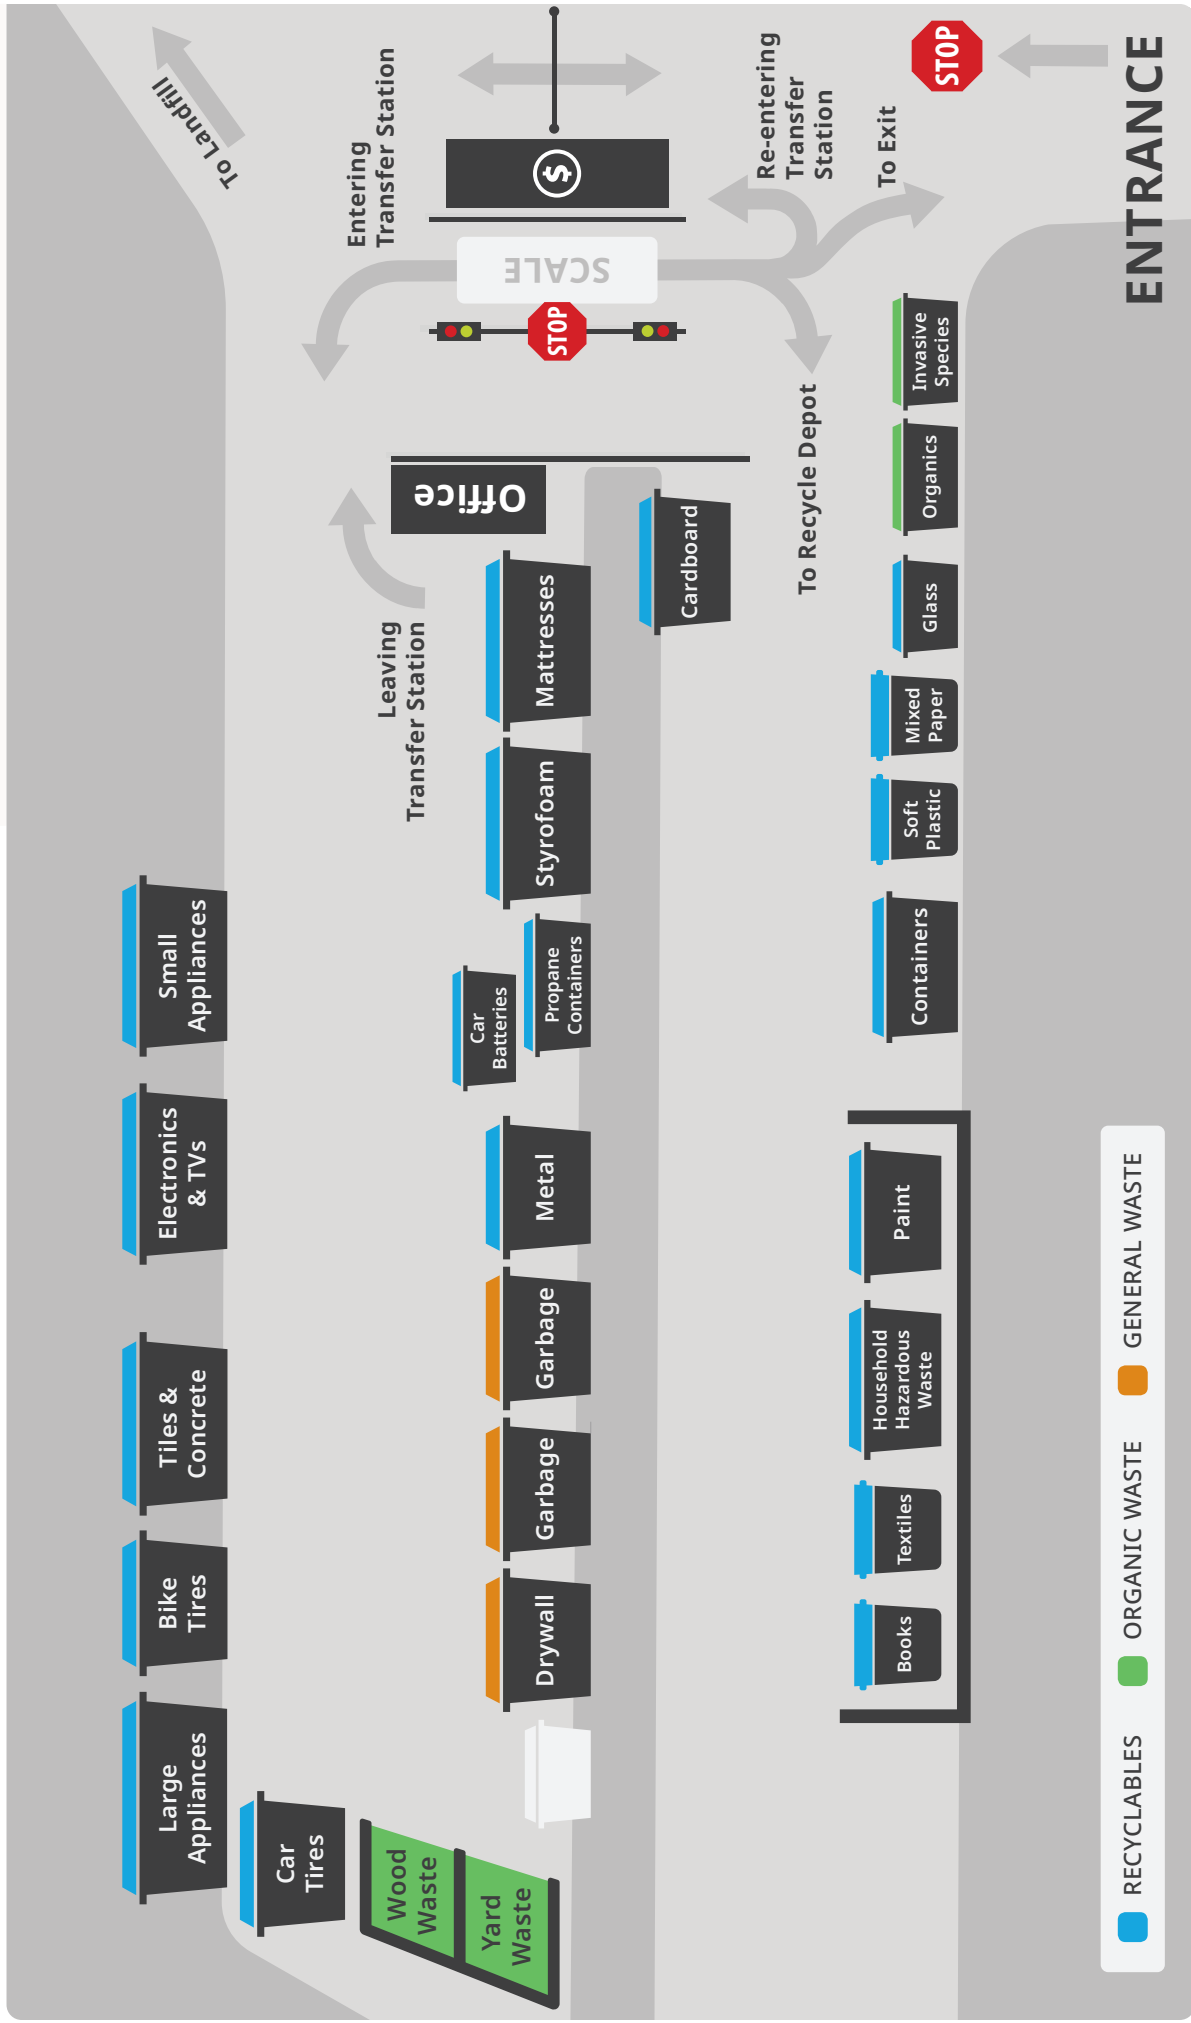 To Landfill
Entering
Transfer Station
$
SCALE
STOP
Re-entering
Transfer
Station
To Exit
STOP
ENTRANCE
Office
Leaving
Transfer Station
To Recycle Depot
Small
Appliances
Electronics
& TVs
Tiles &
Concrete
Bike
Tires
Large
Appliances
Car
Tires
Wood
Waste
Yard
Waste
Mattresses
Styrofoam
Car
Batteries
Propane
Containers
Metal
Garbage
Garbage
Drywall
Cardboard
Invasive
Species
Organics
Glass
Mixed
Paper
Soft
Plastic
Containers
Paint
Household
Hazardous
Waste
Textiles
Books
RECYCLABLES
ORGANIC WASTE
GENERAL WASTE